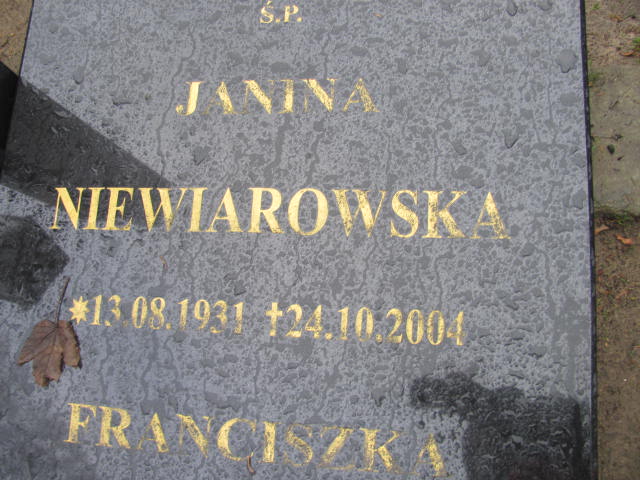 Ś.P.
JANINA
NIEWIAROWSKA
*13.08.1931 †24.10.2004
FRANCISZKA